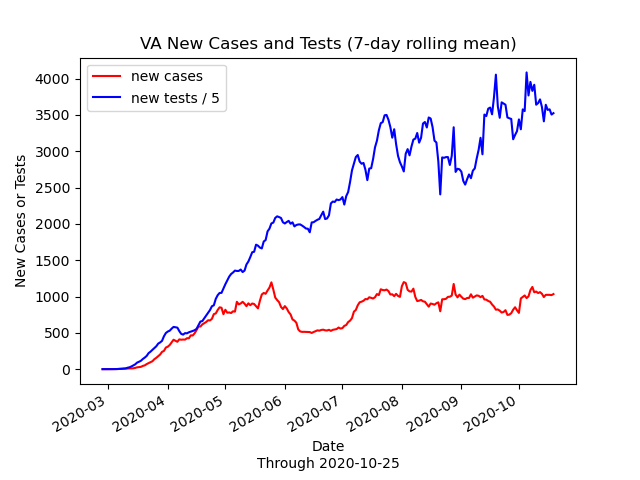 VA New Cases and Tests (7-day rolling mean)
new cases
new tests / 5
New Cases or Tests
4000
3500
3000
2500
2000
1500
1000
500
0
2020-03
2020-04
2020-05
2020-06
2020-07
2020-08
2020-09
2020-10
Date
Through 2020-10-25